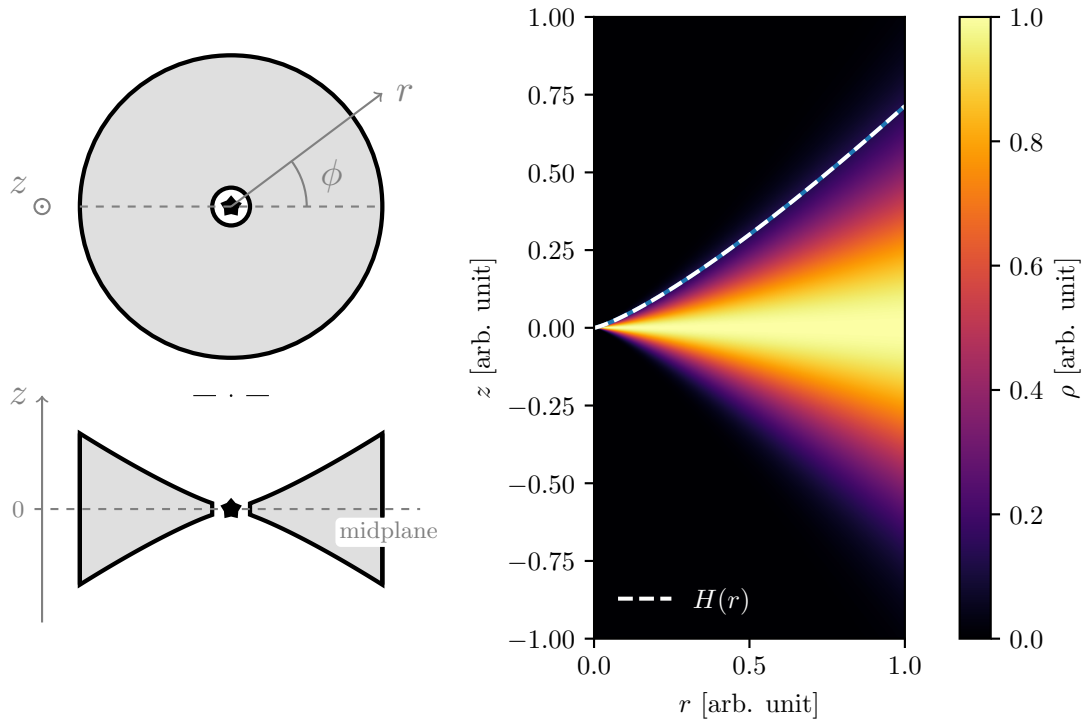 r
ϕ
z
z
0
midplane
1.00
0.75
0.50
0.25
0.00
−0.25
−0.50
−0.75
−1.00
z [arb. unit]
H(r)
0.0
0.5
1.0
r [arb. unit]
1.0
0.8
0.6
0.4
0.2
0.0
ρ [arb. unit]